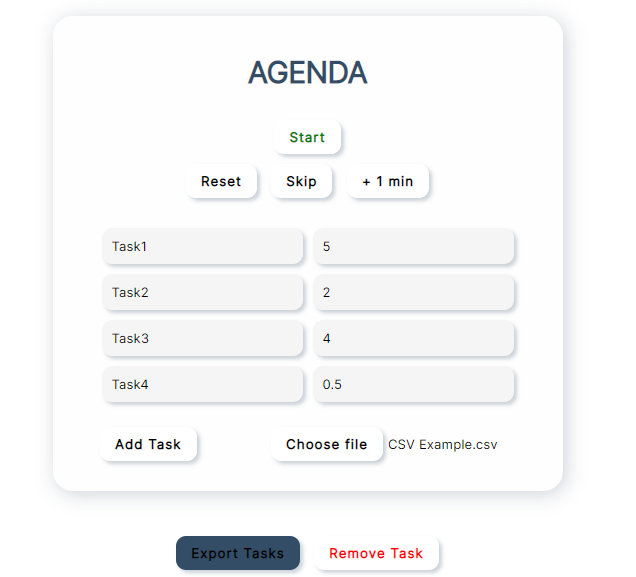 AGENDA
Start
Reset Skip + 1 min
Task1 5
Task2 2
Task3 4
Task4 0.5
Add Task Choose file CSV Example.csv
Export Tasks Remove Task